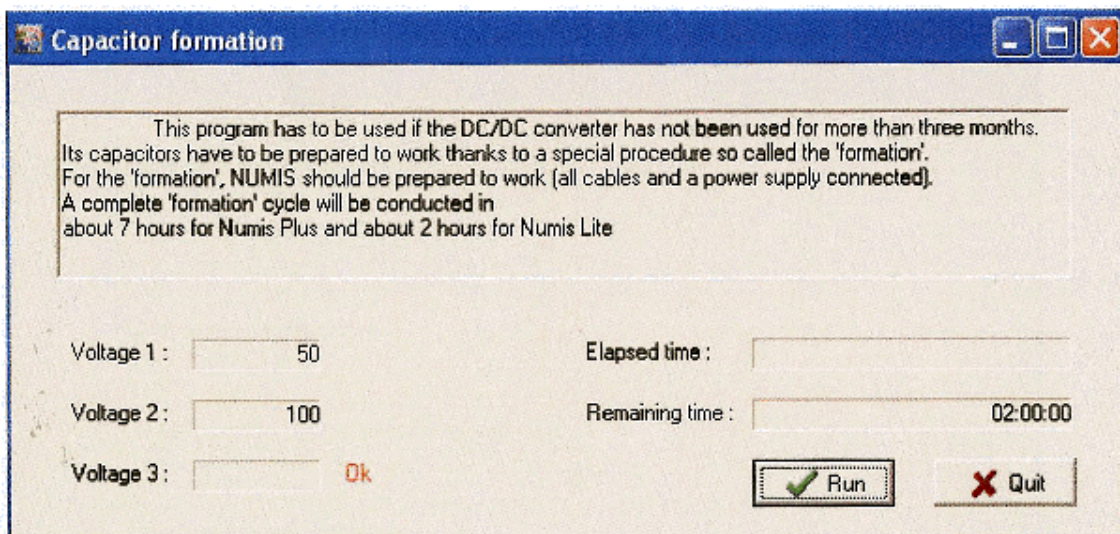 Capacitor formation
This program has to be used if the DC/DC converter has not been used for more than three months.
Its capacitors have to be prepared to work thanks to a special procedure so called the 'formation'.
For the 'formation', NUMIS should be prepared to work (all cables and a power supply connected).
A complete 'formation' cycle will be conducted in
about 7 hours for Numis Plus and about 2 hours for Numis Lite
Voltage 1 : 50 Elapsed time :
Voltage 2 : 100 Remaining time : 02:00:00
Voltage 3 : Ok Run Quit